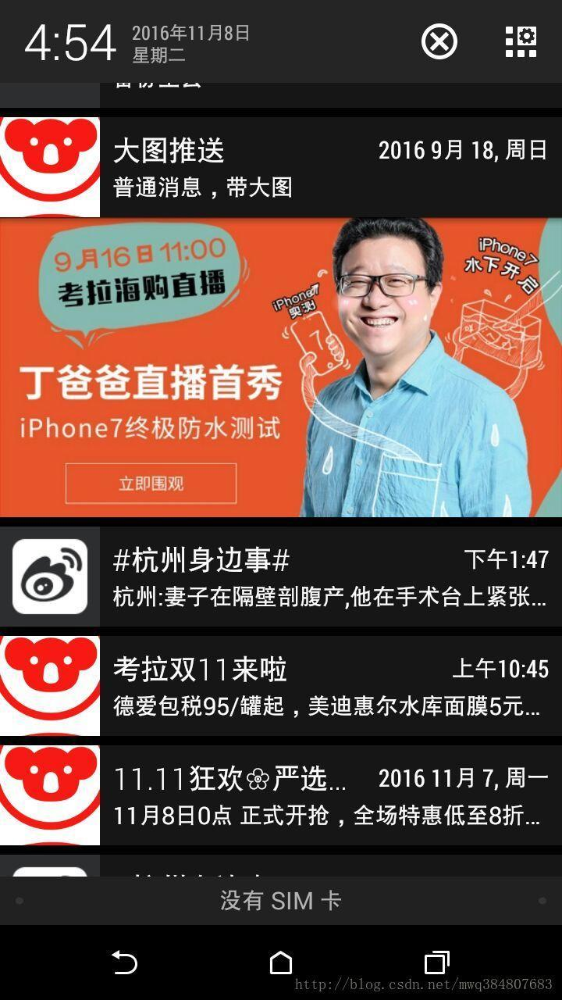 4:54
2016年11月8日
星期二
大图推送
2016 9月 18, 周日
普通消息，带大图
9月16日 11:00
考拉海购直播
iPhone7
水下开启
iPhone7
实测
7
丁爸爸直播首秀
iPhone7终极防水测试
立即围观
#杭州身边事#
下午1:47
杭州:妻子在隔壁剖腹产,他在手术台上紧张...
考拉双11来啦
上午10:45
德爱包税95/罐起，美迪惠尔水库面膜5元...
11.11狂欢❀严选...
2016 11月 7, 周一
11月8日0点 正式开抢，全场特惠低至8折...
没有 SIM 卡
http://blog.csdn.net/mwq384807683